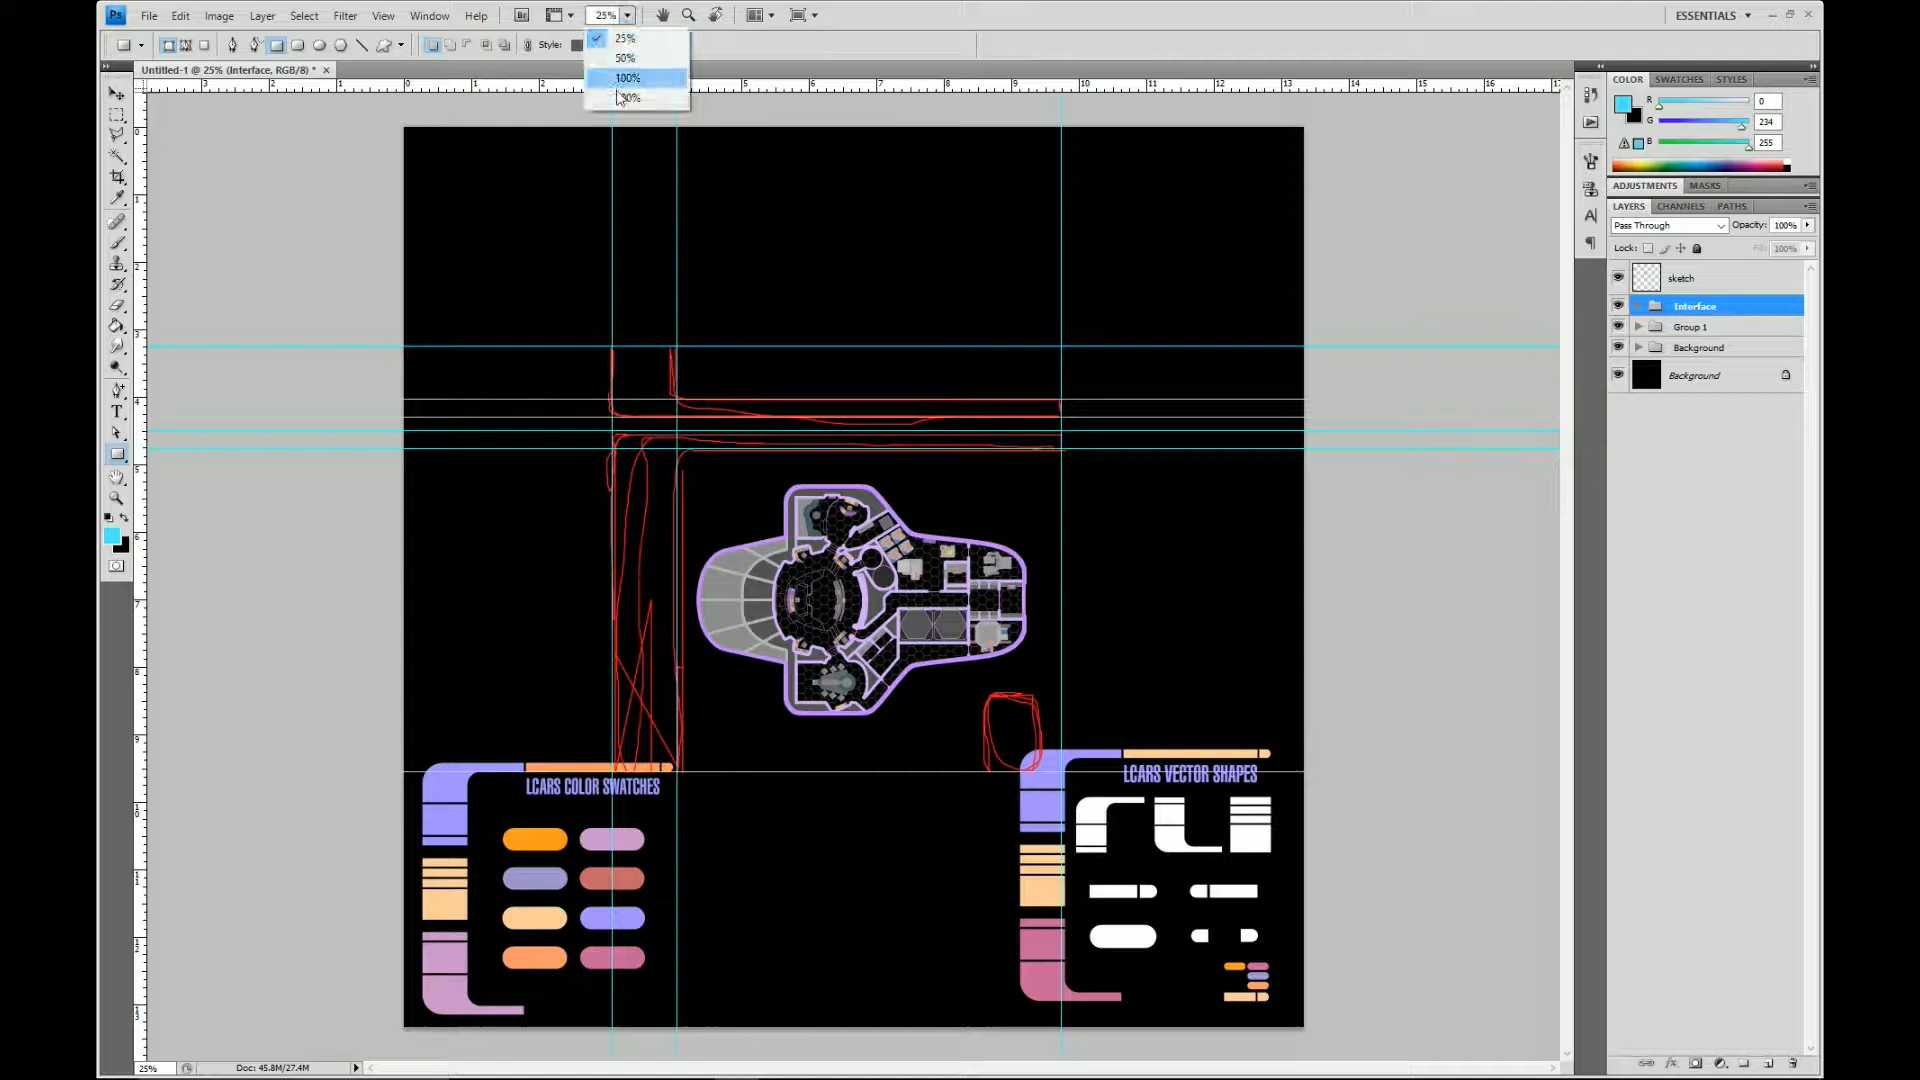 Ps File Edit Image Layer Select Filter View Window Help Br 25% ESSENTIALS
Style:
25%
50%
100%
Untitled-1 @ 25% (Interface, RGB/8) *
COLOR SWATCHES STYLES
R 0
G 234
B 255
ADJUSTMENTS MASKS
LAYERS CHANNELS PATHS
Pass Through Opacity: 100%
Lock: Fill: 100%
sketch
Interface
Group 1
Background
Background
LCARS COLOR SWATCHES
LCARS VECTOR SHAPES
25% Doc: 45.8M/27.4M